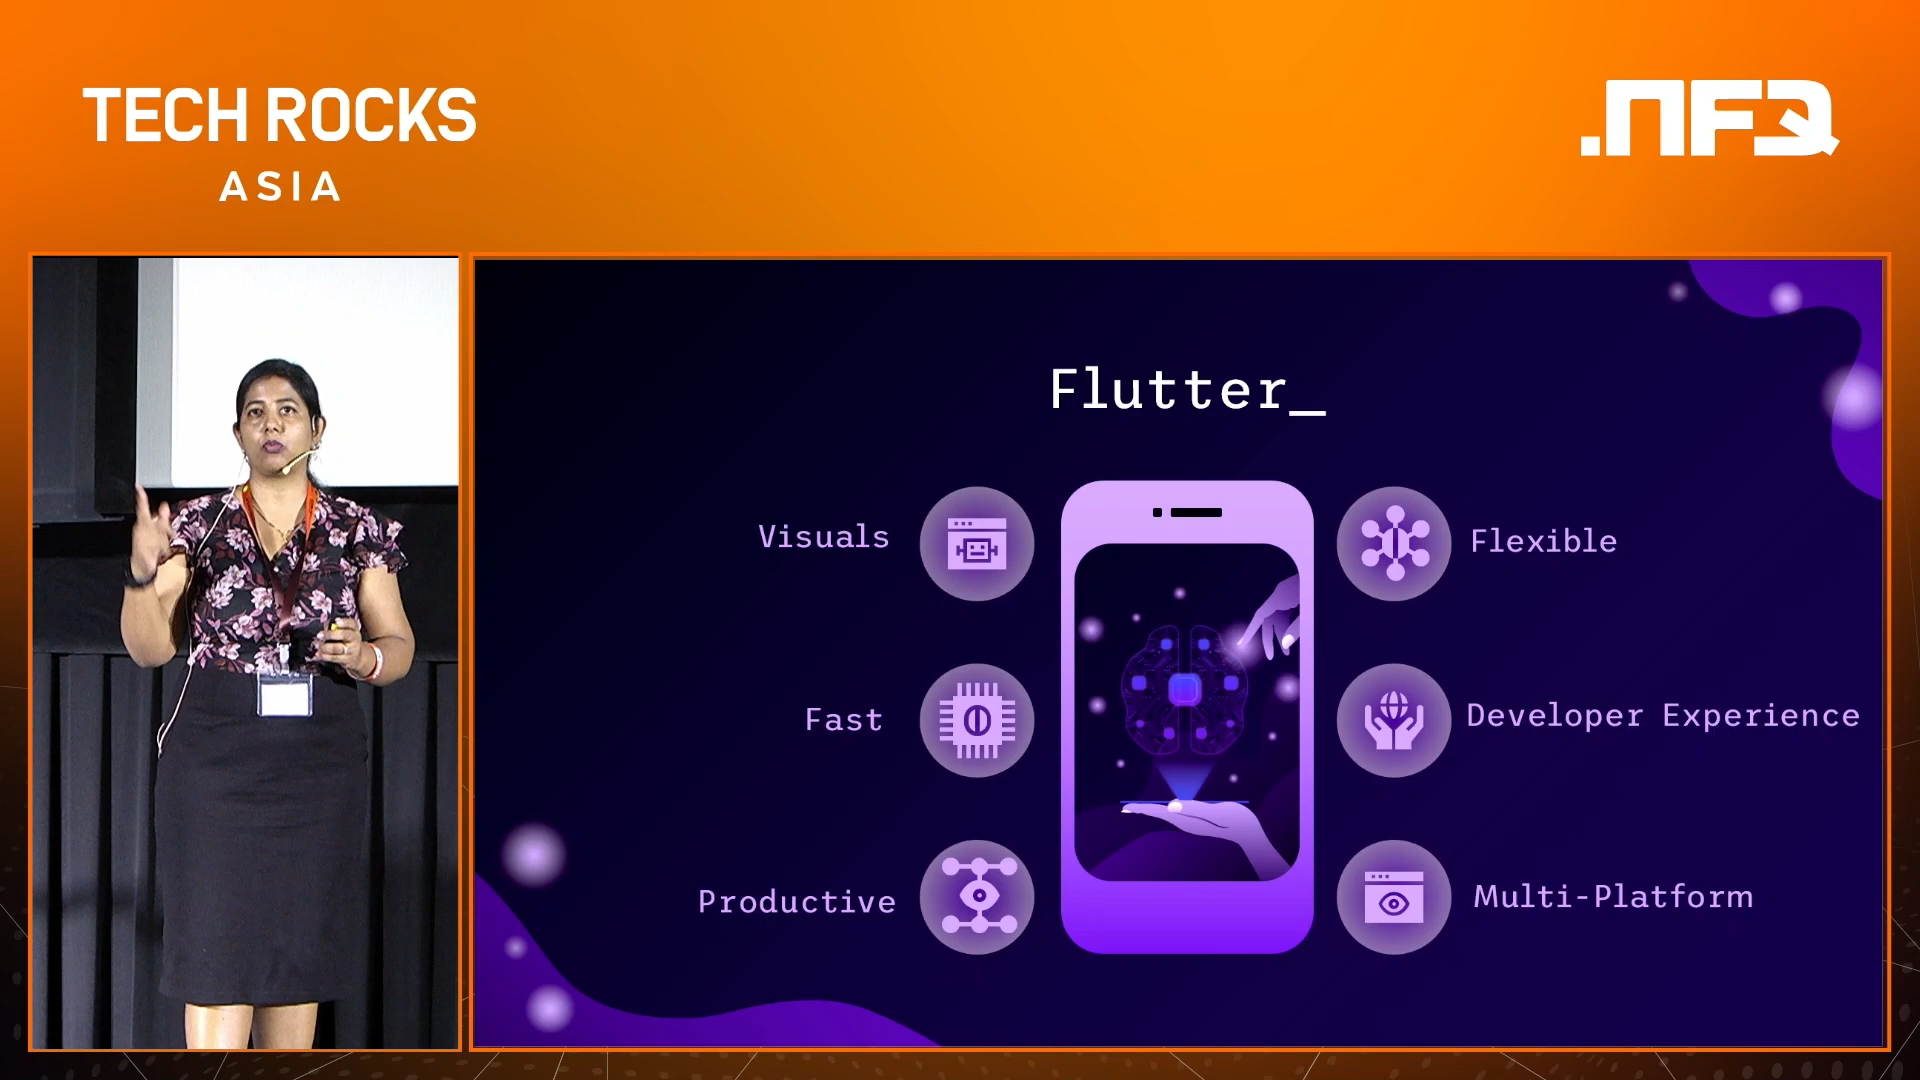 TECH ROCKS
ASIA
.NFQ
Flutter_
Visuals
Flexible
Fast
Developer Experience
Productive
Multi-Platform